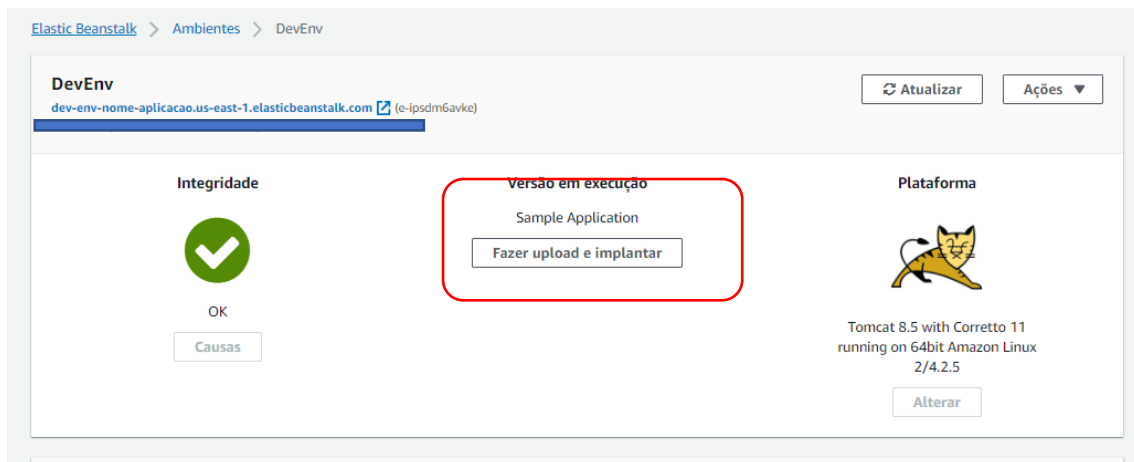 Elastic Beanstalk > Ambientes > DevEnv
DevEnv
dev-env-nome-aplicacao.us-east-1.elasticbeanstalk.com (e-ipsdm6avke)
Atualizar
Ações
Integridade
OK
Causas
Versão em execução
Sample Application
Fazer upload e implantar
Plataforma
Tomcat 8.5 with Corretto 11
running on 64bit Amazon Linux
2/4.2.5
Alterar